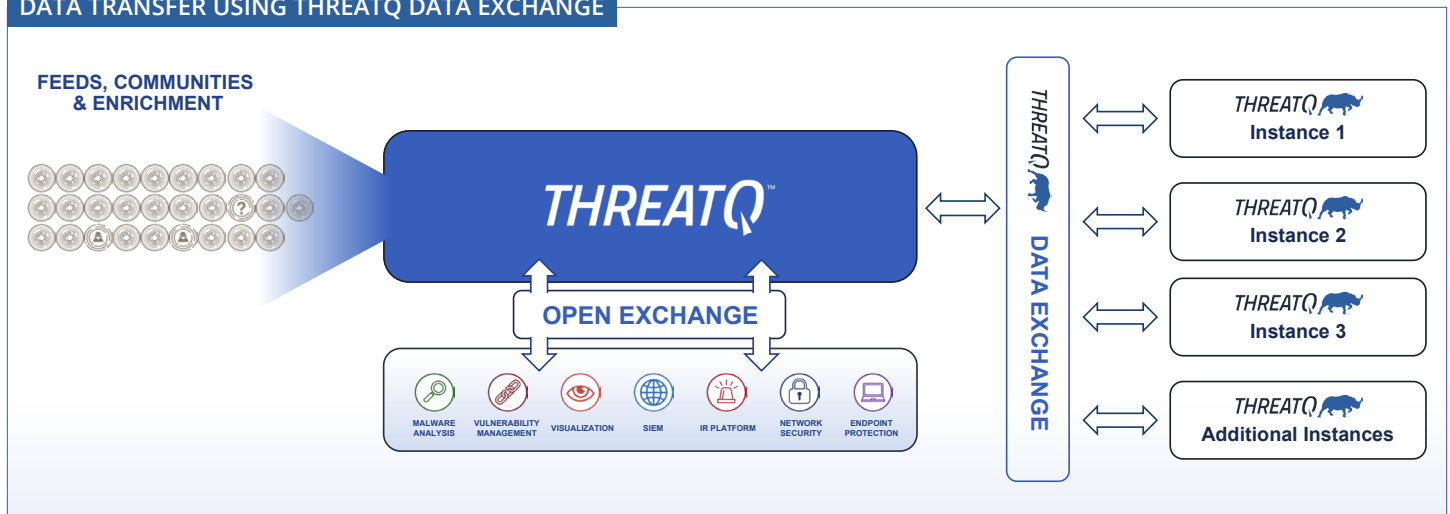 DATA TRANSFER USING THREATQ DATA EXCHANGE
FEEDS, COMMUNITIES
& ENRICHMENT
?
THREATQ™
OPEN EXCHANGE
MALWARE
ANALYSIS
VULNERABILITY
MANAGEMENT
VISUALIZATION
SIEM
IR PLATFORM
NETWORK
SECURITY
ENDPOINT
PROTECTION
THREATQ DATA EXCHANGE
THREATQ
Instance 1
THREATQ
Instance 2
THREATQ
Instance 3
THREATQ
Additional Instances